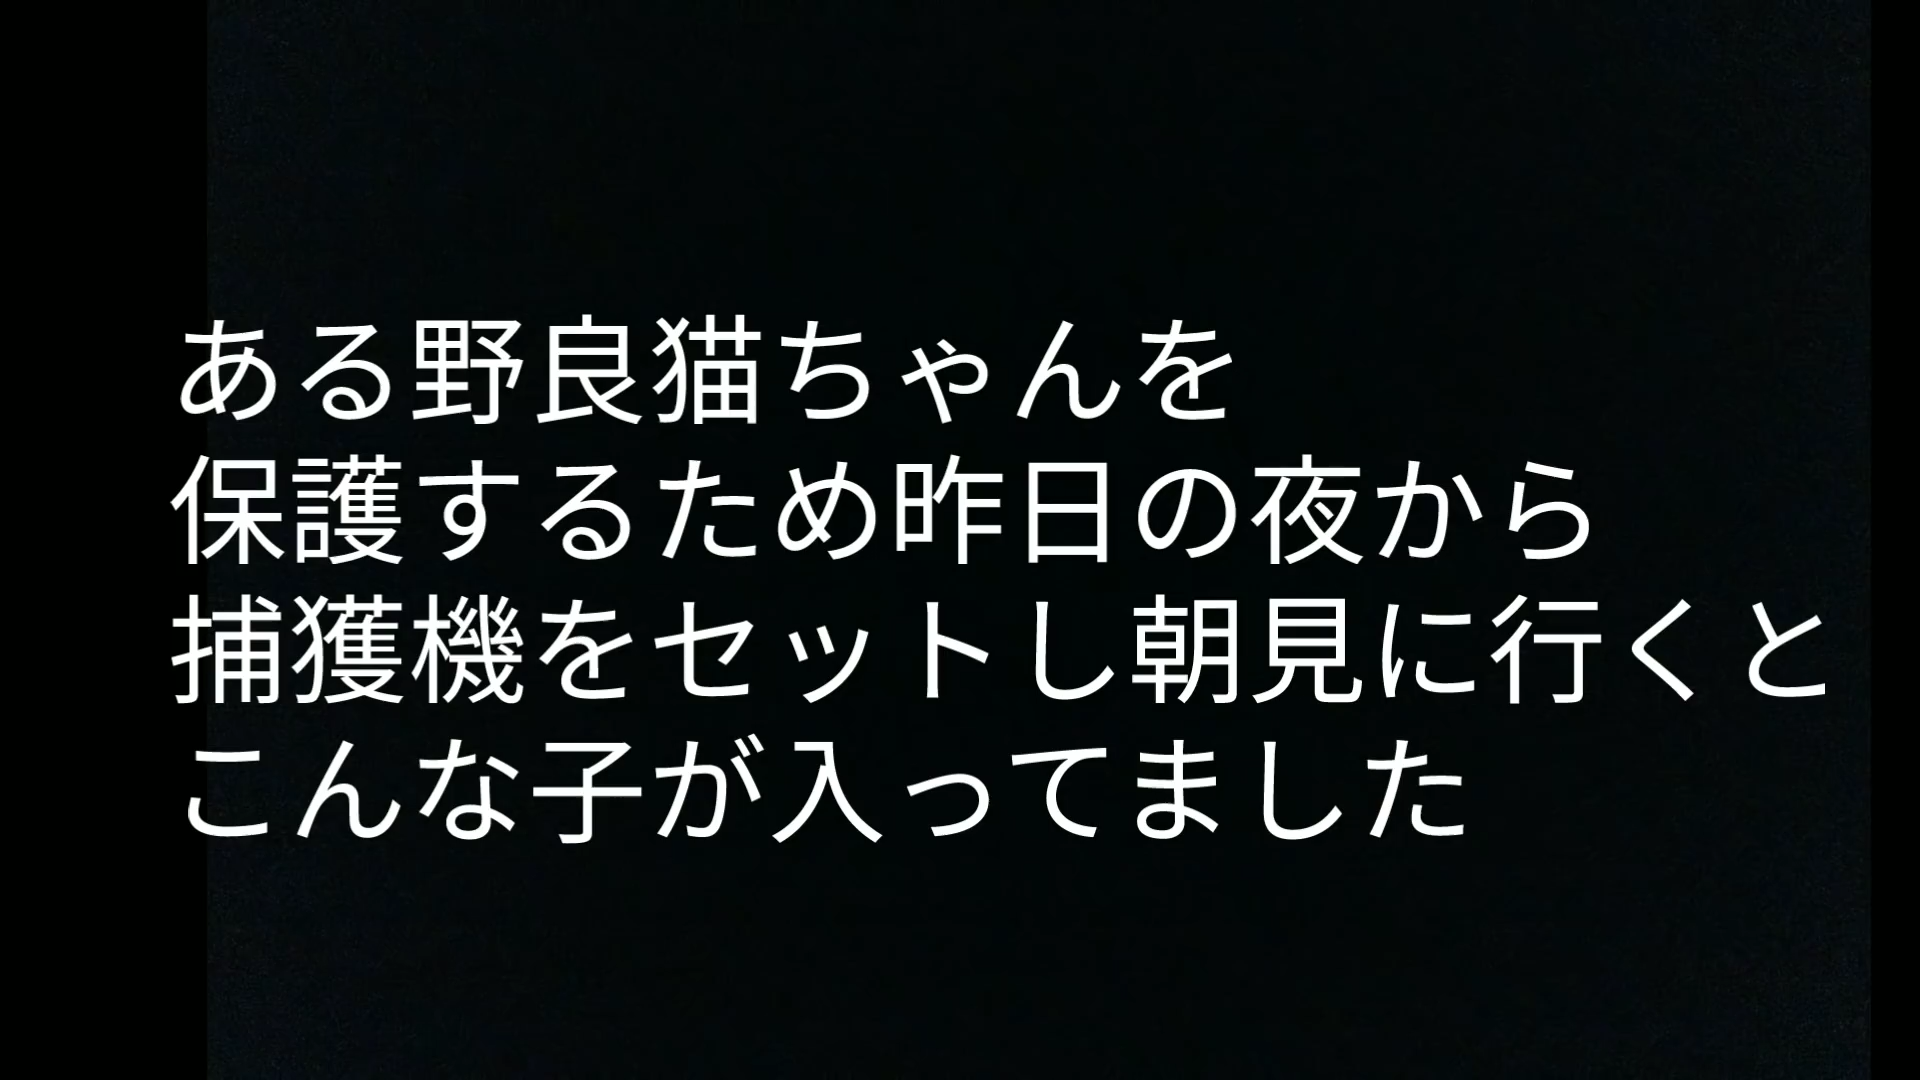 ある野良猫ちゃんを
保護するため昨日の夜から
捕獲機をセットし朝見に行くと
こんな子が入ってました